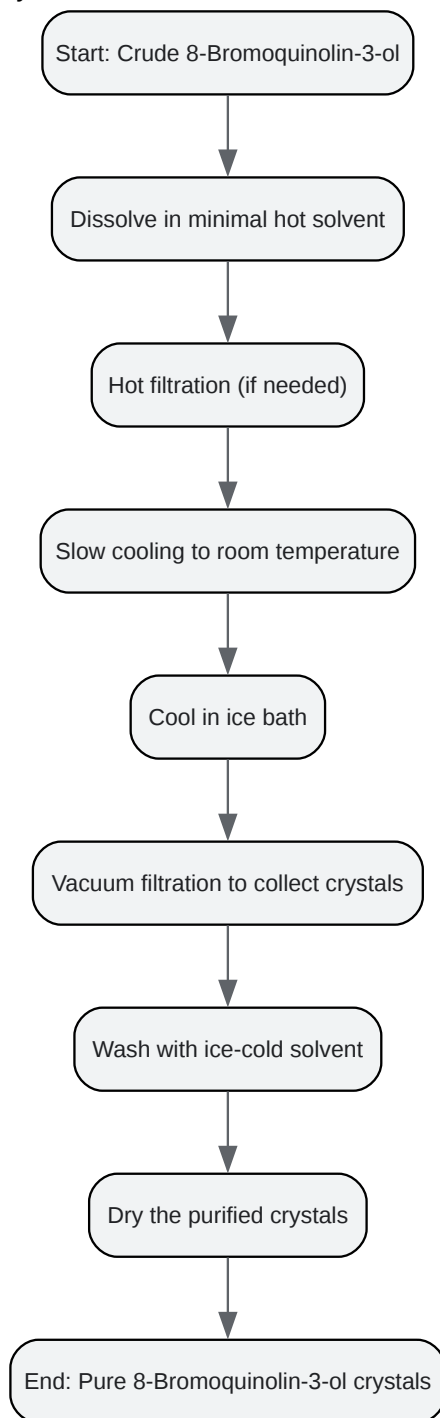 Start: Crude 8-Bromoquinolin-3-ol
Dissolve in minimal hot solvent
Hot filtration (if needed)
Slow cooling to room temperature
Cool in ice bath
Vacuum filtration to collect crystals
Wash with ice-cold solvent
Dry the purified crystals
End: Pure 8-Bromoquinolin-3-ol crystals